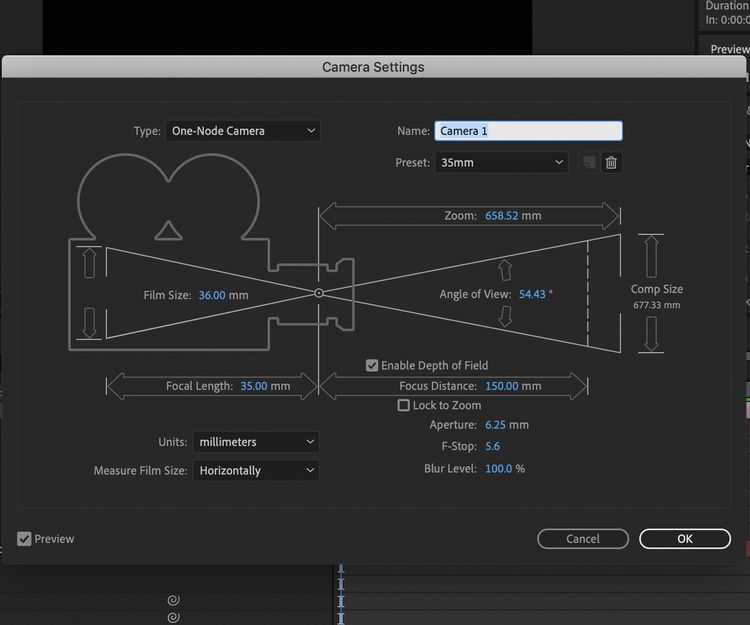 Duration
In: 0:00:0
Preview
Camera Settings
Type: One-Node Camera
Name: Camera 1
Preset: 35mm
Zoom: 658.52 mm
Film Size: 36.00 mm
Angle of View: 54.43 °
Comp Size
677.33 mm
Enable Depth of Field
Focal Length: 35.00 mm
Focus Distance: 150.00 mm
Lock to Zoom
Aperture: 6.25 mm
Units: millimeters
F-Stop: 5.6
Measure Film Size: Horizontally
Blur Level: 100.0 %
Preview
Cancel
OK